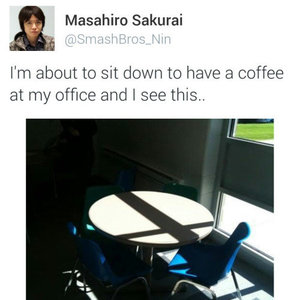 Masahiro Sakurai
@SmashBros_Nin
I'm about to sit down to have a coffee
at my office and I see this..